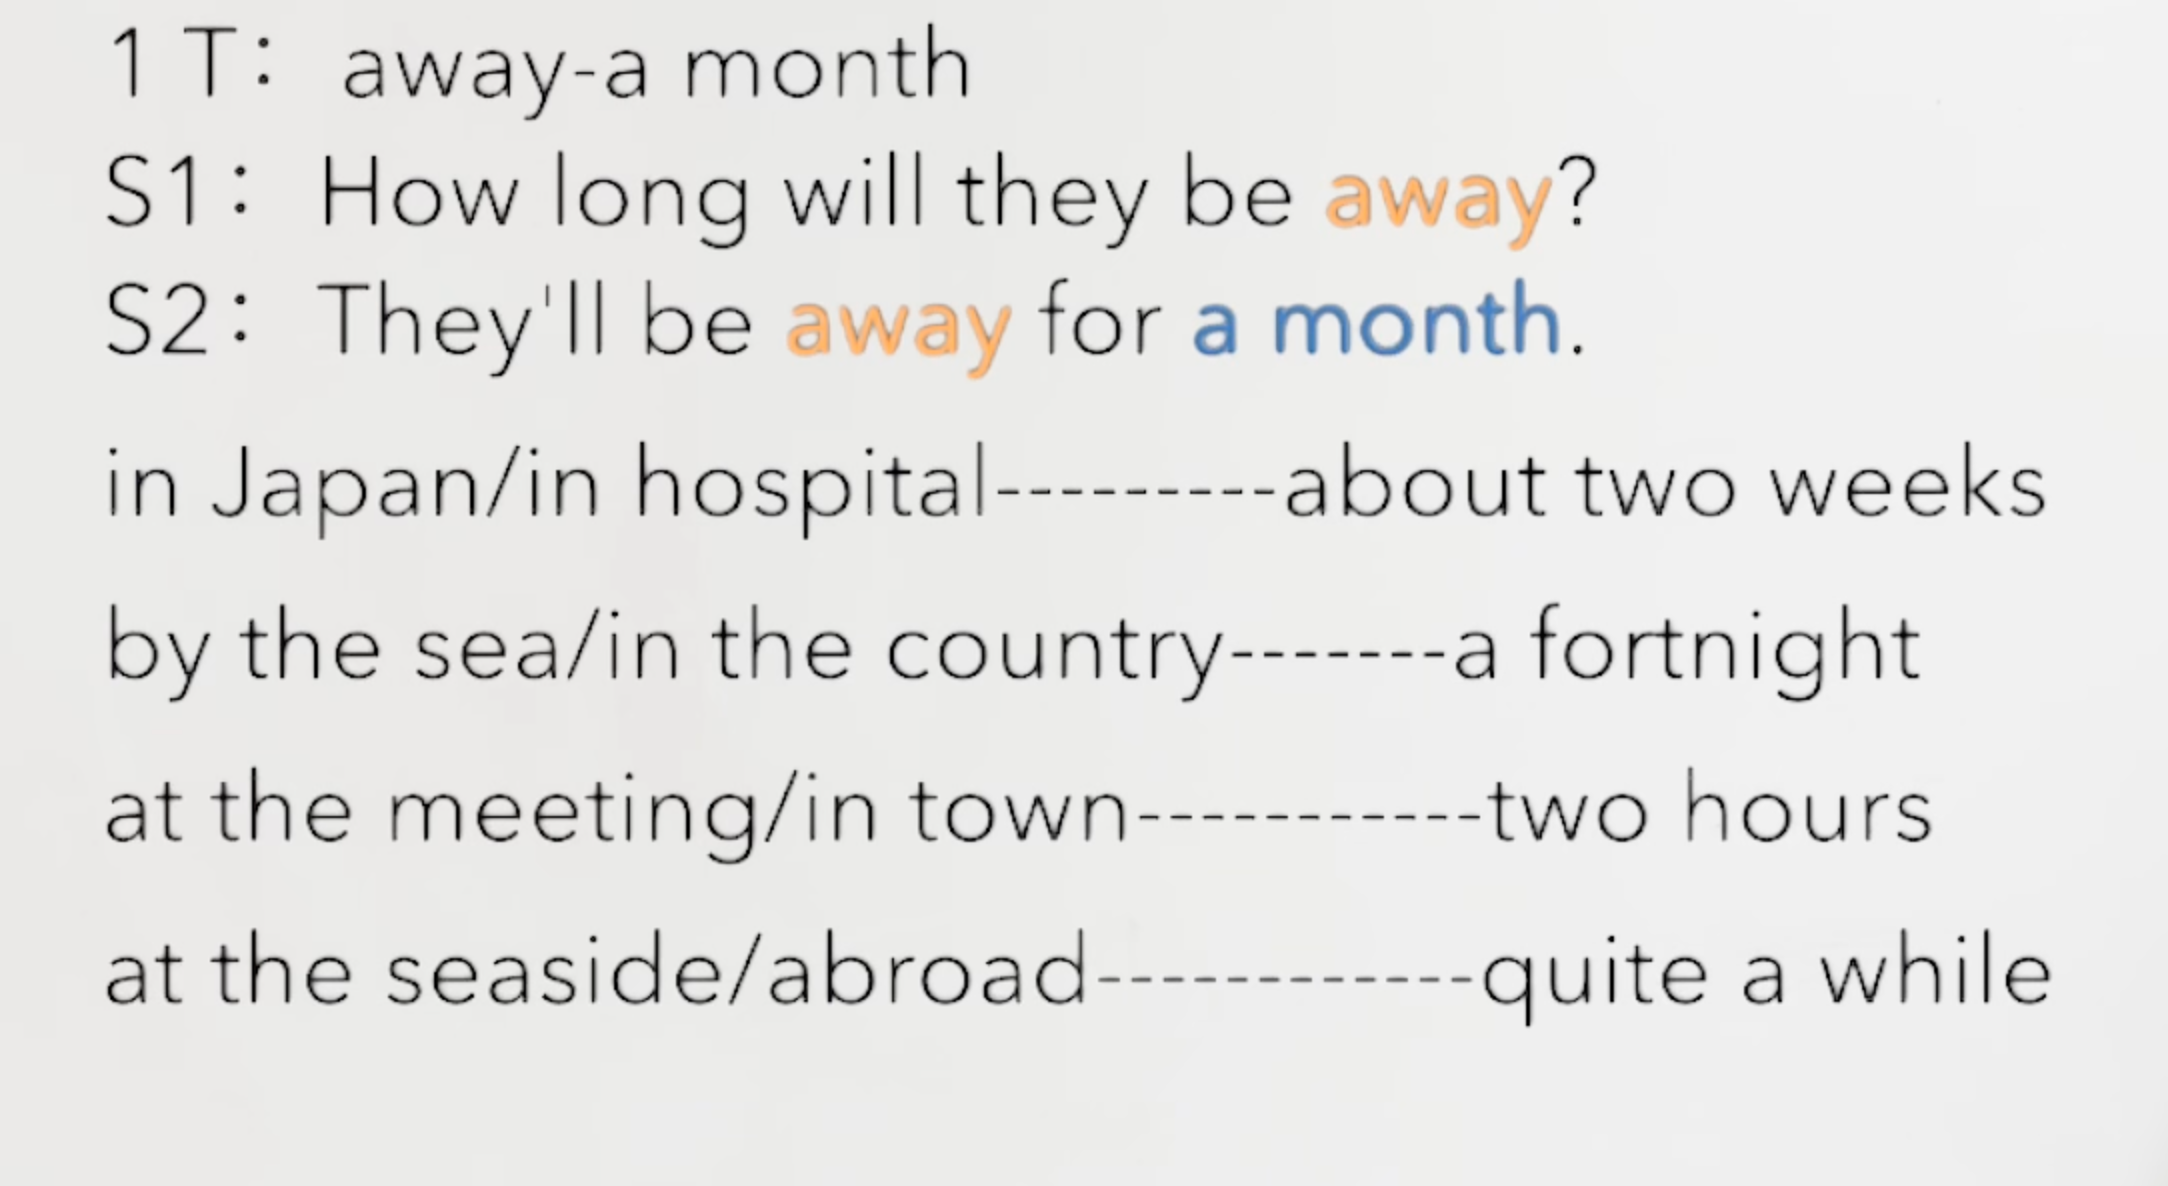 1 T: away-a month
S1: How long will they be away?
S2: They'll be away for a month.
in Japan/in hospital---------about two weeks
by the sea/in the country-------a fortnight
at the meeting/in town-----------two hours
at the seaside/abroad------------quite a while